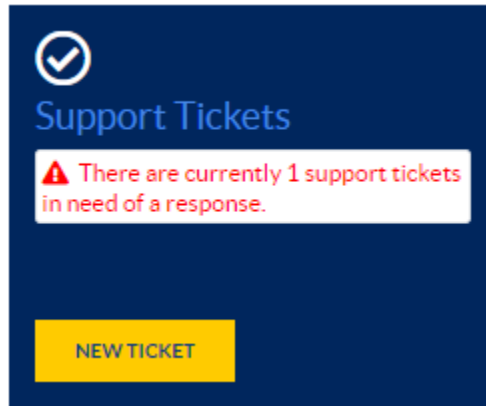 Support Tickets
There are currently 1 support tickets
in need of a response.
NEW TICKET